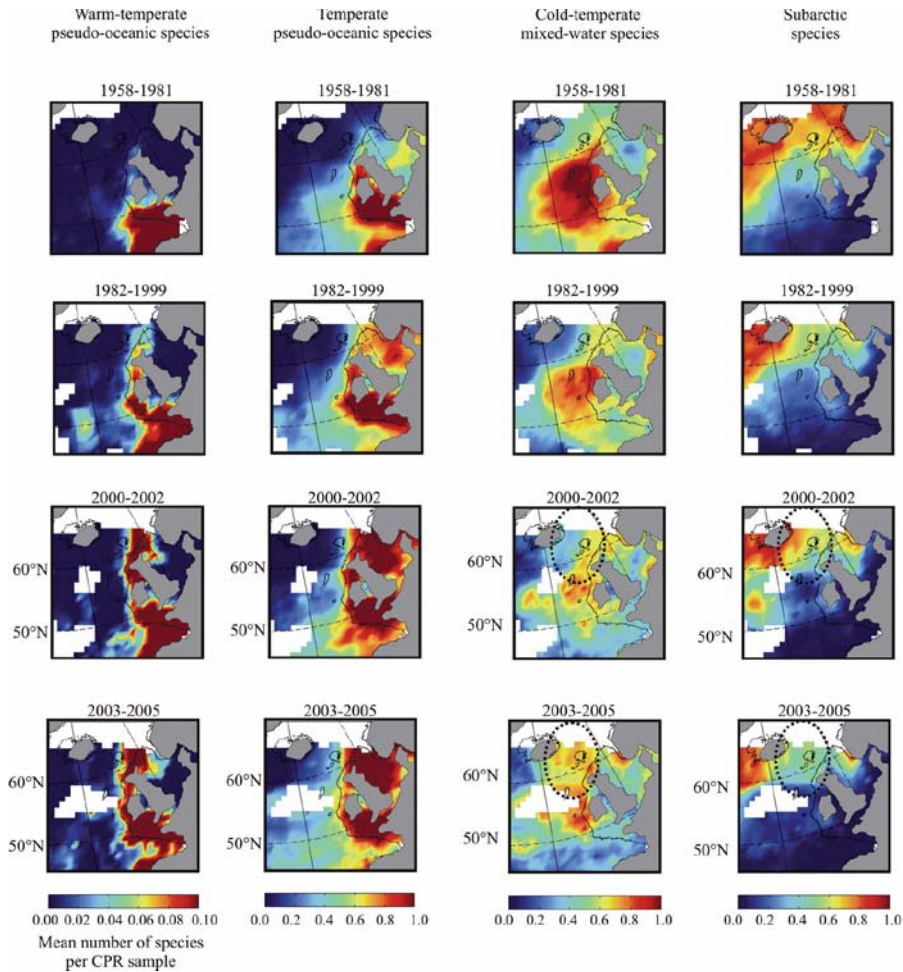 Warm-temperate
pseudo-oceanic species
Temperate
pseudo-oceanic species
Cold-temperate
mixed-water species
Subarctic
species
1958-1981
1958-1981
1958-1981
1958-1981
1982-1999
1982-1999
1982-1999
1982-1999
2000-2002
2000-2002
2000-2002
2000-2002
60°N
60°N
60°N
60°N
50°N
50°N
50°N
50°N
2003-2005
2003-2005
2003-2005
2003-2005
60°N
60°N
60°N
60°N
50°N
50°N
50°N
50°N
0.00 0.02 0.04 0.06 0.08 0.10
0.0 0.2 0.4 0.6 0.8 1.0
0.0 0.2 0.4 0.6 0.8 1.0
0.0 0.2 0.4 0.6 0.8 1.0
Mean number of species
per CPR sample